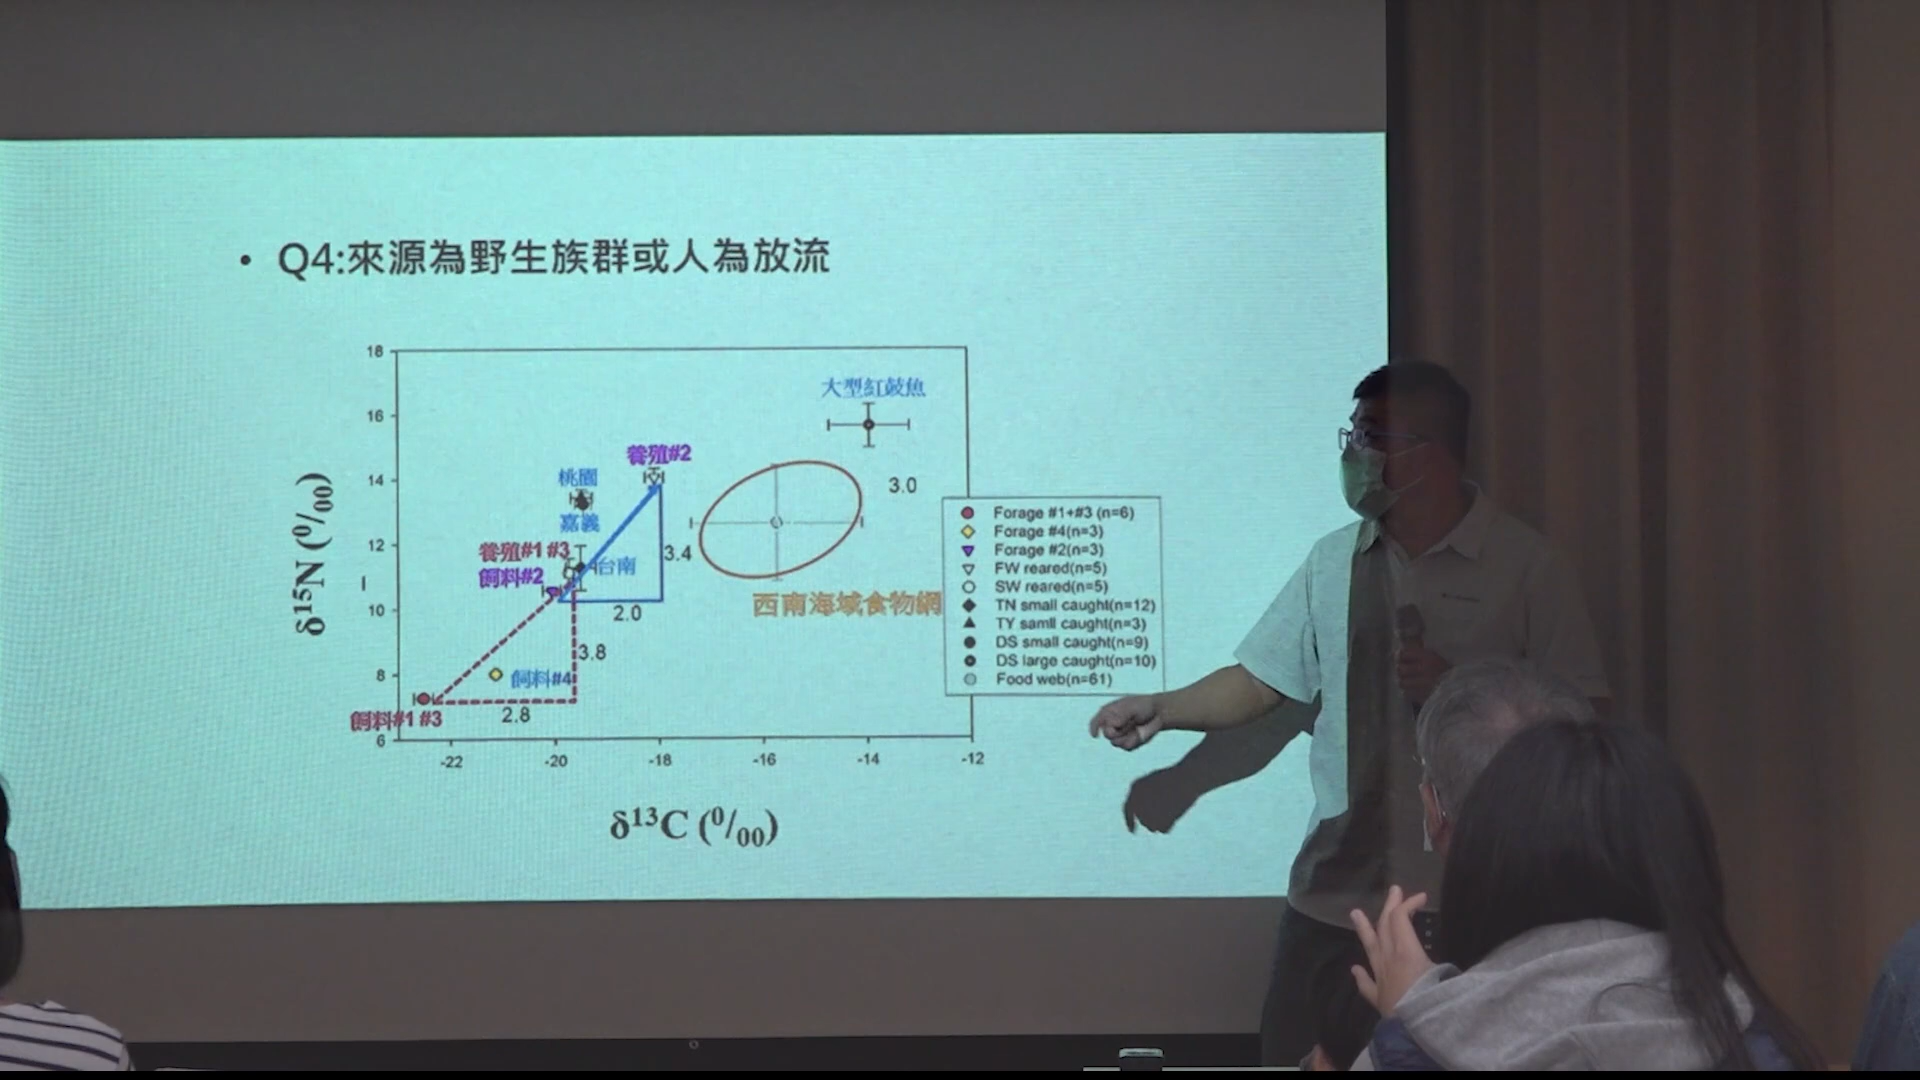 • Q4:來源為野生族群或人為放流
18
16
14
12
10
8
6
-22
-20
-18
-16
-14
-12
δ¹⁵N (⁰/₀₀)
δ¹³C (⁰/₀₀)
大型紅鼓魚
養殖#2
桃園
嘉義
養殖#1 #3
台南
飼料#2
3.4
3.0
2.0
西南海域食物網
3.8
飼料#4
2.8
飼料#1 #3
Forage #1+#3 (n=6)
Forage #4(n=3)
Forage #2(n=3)
FW reared(n=5)
SW reared(n=5)
TN small caught(n=12)
TY samll caught(n=3)
DS small caught(n=9)
DS large caught(n=10)
Food web(n=61)